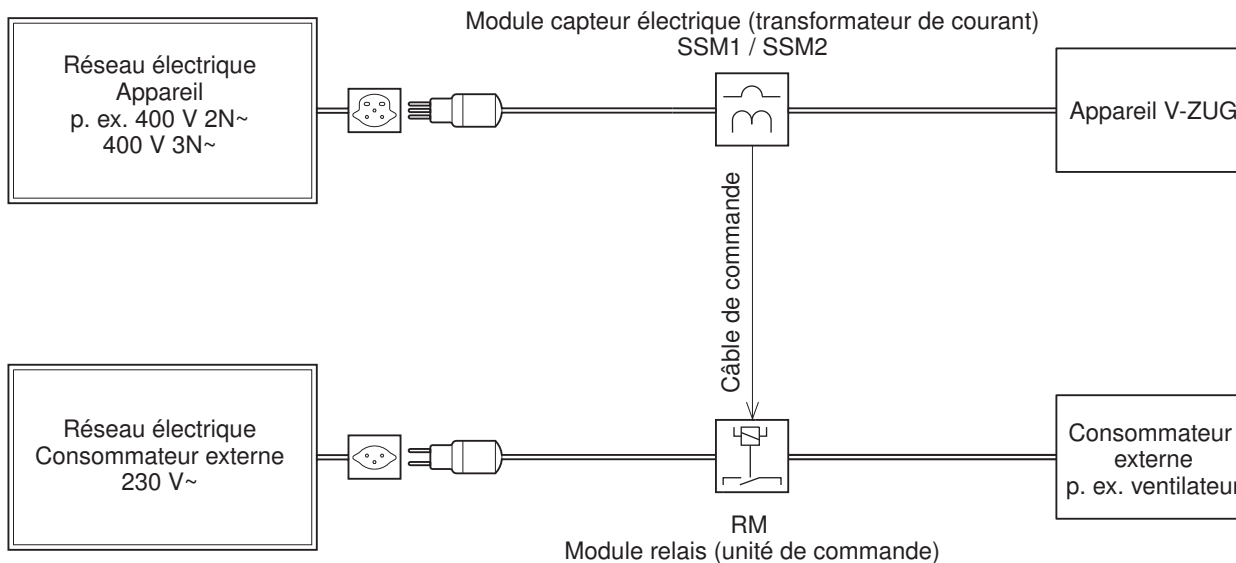 Module capteur électrique (transformateur de courant)
SSM1 / SSM2
Réseau électrique
Appareil
p. ex. 400 V 2N~
400 V 3N~
Appareil V-ZUG
Câble de commande
Réseau électrique
Consommateur externe
230 V~
Consommateur
externe
p. ex. ventilateur
RM
Module relais (unité de commande)